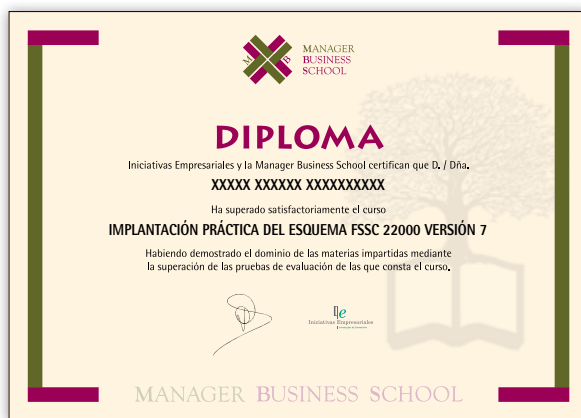 M B
MANAGER
BUSINESS
SCHOOL
DIPLOMA
Iniciativas Empresariales y la Manager Business School certifican que D. / Dña.
XXXXX XXXXXX XXXXXXXXXX
Ha superado satisfactoriamente el curso
IMPLANTACIÓN PRÁCTICA DEL ESQUEMA FSSC 22000 VERSIÓN 7
Habiendo demostrado el dominio de las materias impartidas mediante
la superación de las pruebas de evaluación de las que consta el curso.
Ie
Iniciativas Empresariales
MANAGER BUSINESS SCHOOL